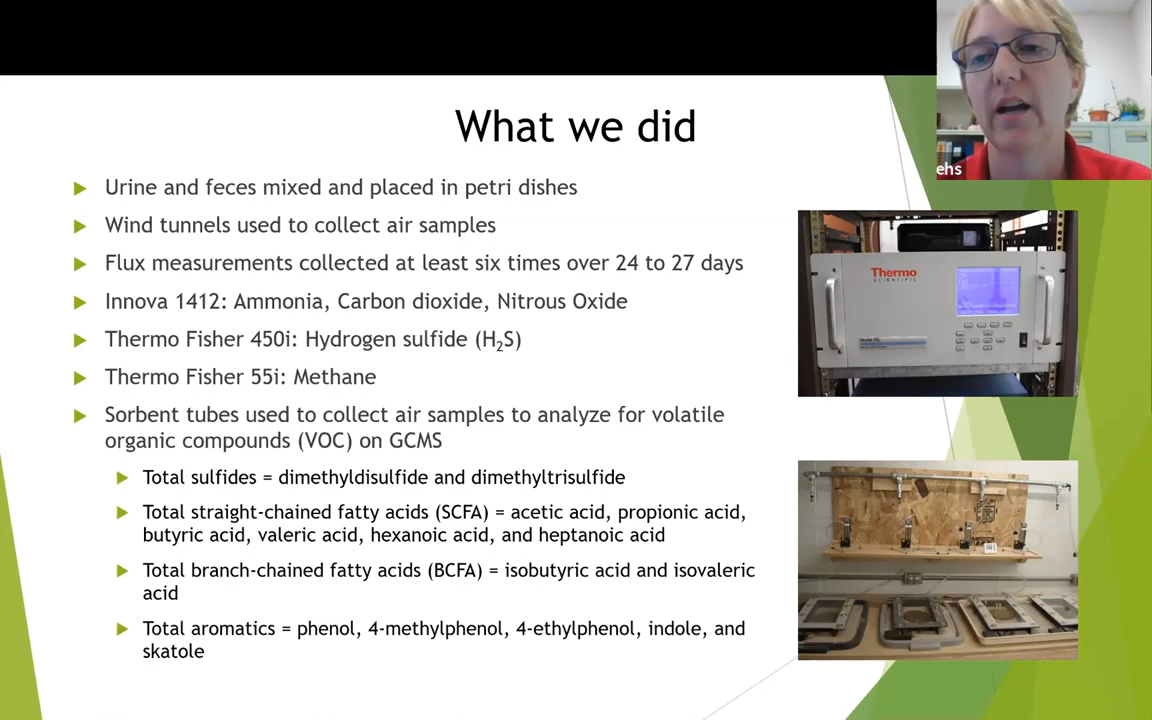 What we did
Urine and feces mixed and placed in petri dishes
Wind tunnels used to collect air samples
Flux measurements collected at least six times over 24 to 27 days
Innova 1412: Ammonia, Carbon dioxide, Nitrous Oxide
Thermo Fisher 450i: Hydrogen sulfide (H₂S)
Thermo Fisher 55i: Methane
Sorbent tubes used to collect air samples to analyze for volatile
organic compounds (VOC) on GCMS
Total sulfides = dimethyldisulfide and dimethyltrisulfide
Total straight-chained fatty acids (SCFA) = acetic acid, propionic acid,
butyric acid, valeric acid, hexanoic acid, and heptanoic acid
Total branch-chained fatty acids (BCFA) = isobutyric acid and isovaleric
acid
Total aromatics = phenol, 4-methylphenol, 4-ethylphenol, indole, and
skatole
ehs
Thermo
SCIENTIFIC